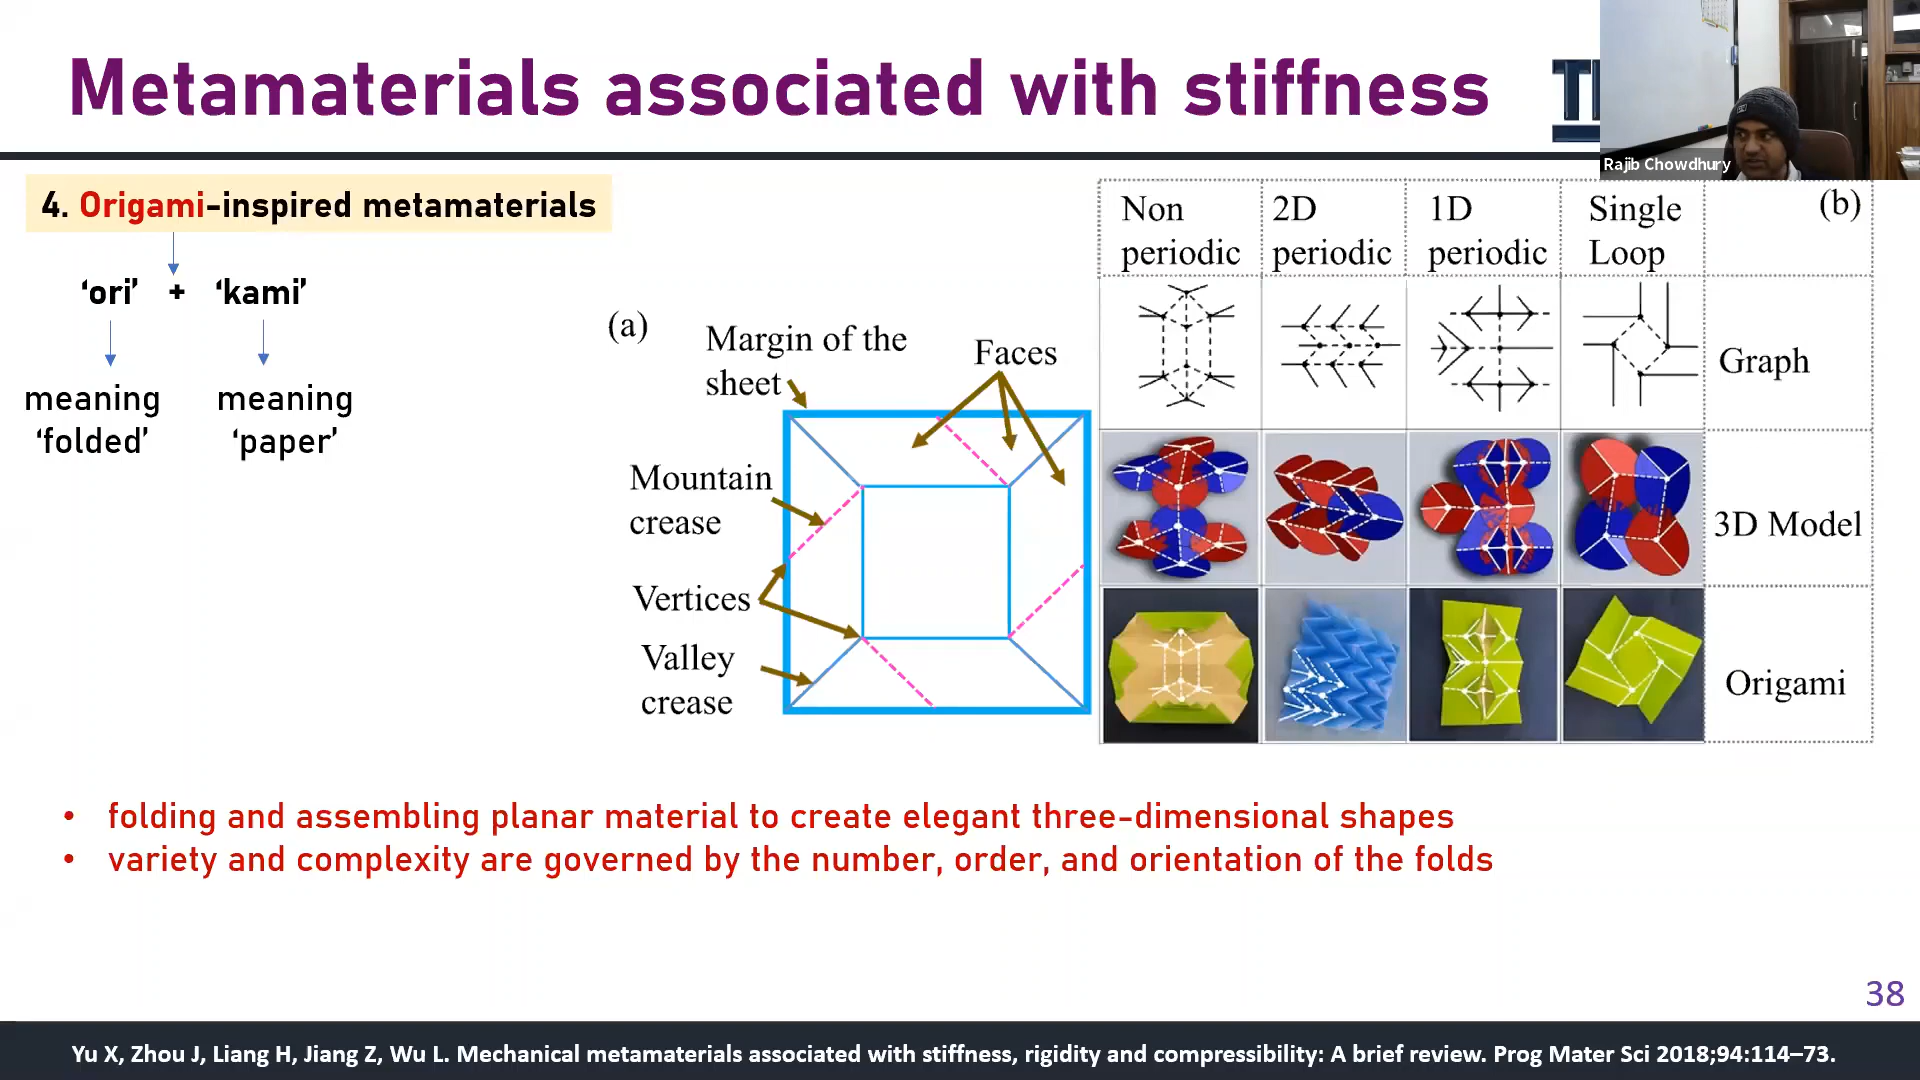 Metamaterials associated with stiffness
Rajib Chowdhury
4. Origami-inspired metamaterials
‘ori’ + ‘kami’
meaning ‘folded’
meaning ‘paper’
(a)
Margin of the
sheet
Faces
Mountain
crease
Vertices
Valley
crease
(b)
Non
periodic
2D
periodic
1D
periodic
Single
Loop
Graph
3D Model
Origami
• folding and assembling planar material to create elegant three-dimensional shapes
• variety and complexity are governed by the number, order, and orientation of the folds
38
Yu X, Zhou J, Liang H, Jiang Z, Wu L. Mechanical metamaterials associated with stiffness, rigidity and compressibility: A brief review. Prog Mater Sci 2018;94:114–73.